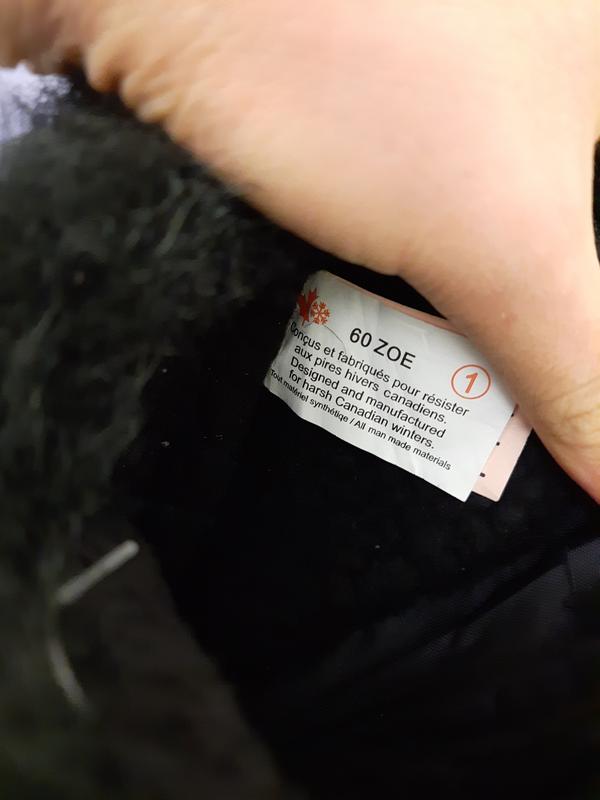 60 ZOE
Conçus et fabriqués pour résister
aux pires hivers canadiens.
Designed and manufactured
for harsh Canadian winters.
Tout matériel synthétiqe / All man made materials
1